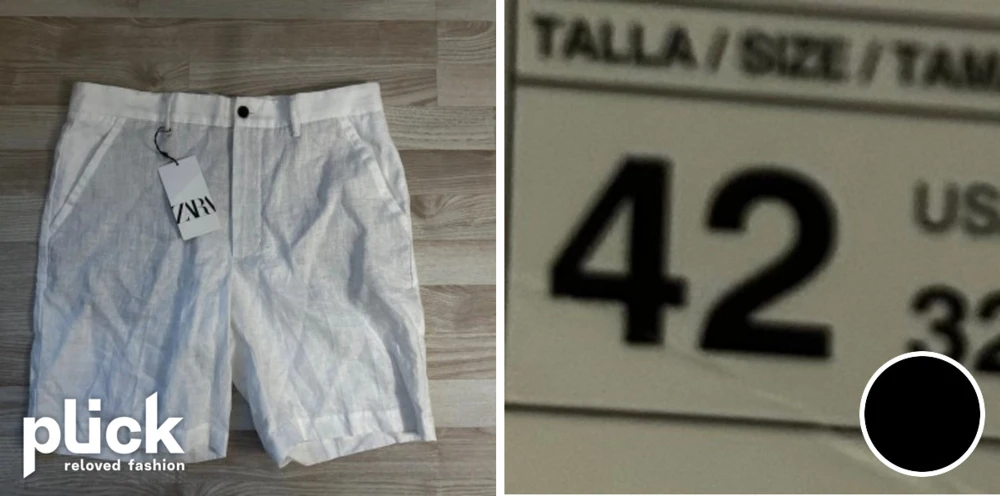 ZARA
plick
reloved fashion
TALLA / SIZE / TAM
42
US
32